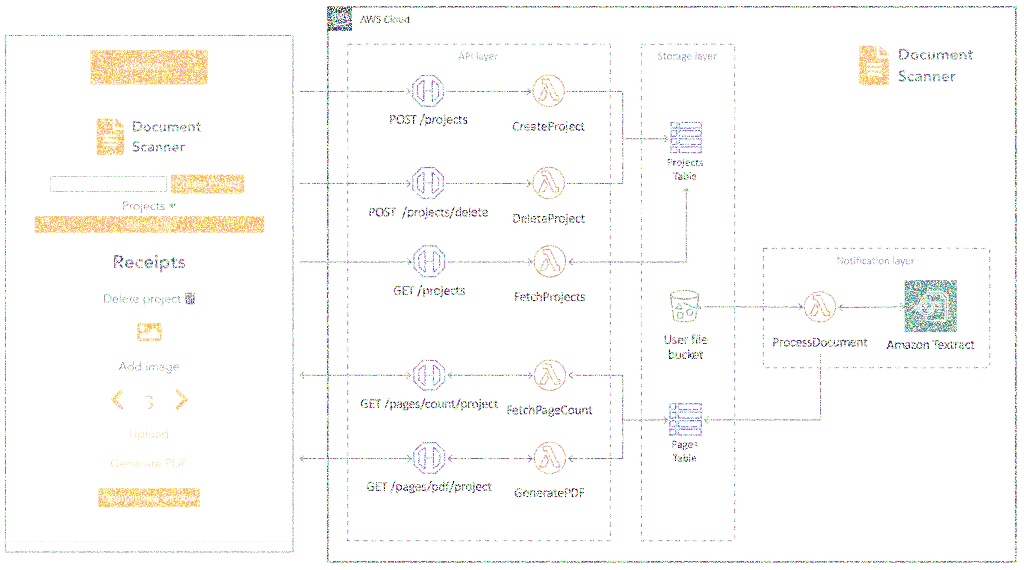 Document
Scanner
Projects
Receipts
Delete project
Add image
3
Upload
Generate PDF
AWS Cloud
API layer
POST /projects
CreateProject
POST /projects/delete
DeleteProject
GET /projects
FetchProjects
GET /pages/count/project
FetchPageCount
GET /pages/pdf/project
GeneratePDF
Storage layer
Projects
Table
User file
bucket
Pages
Table
Notification layer
ProcessDocument
Amazon Textract
Document
Scanner